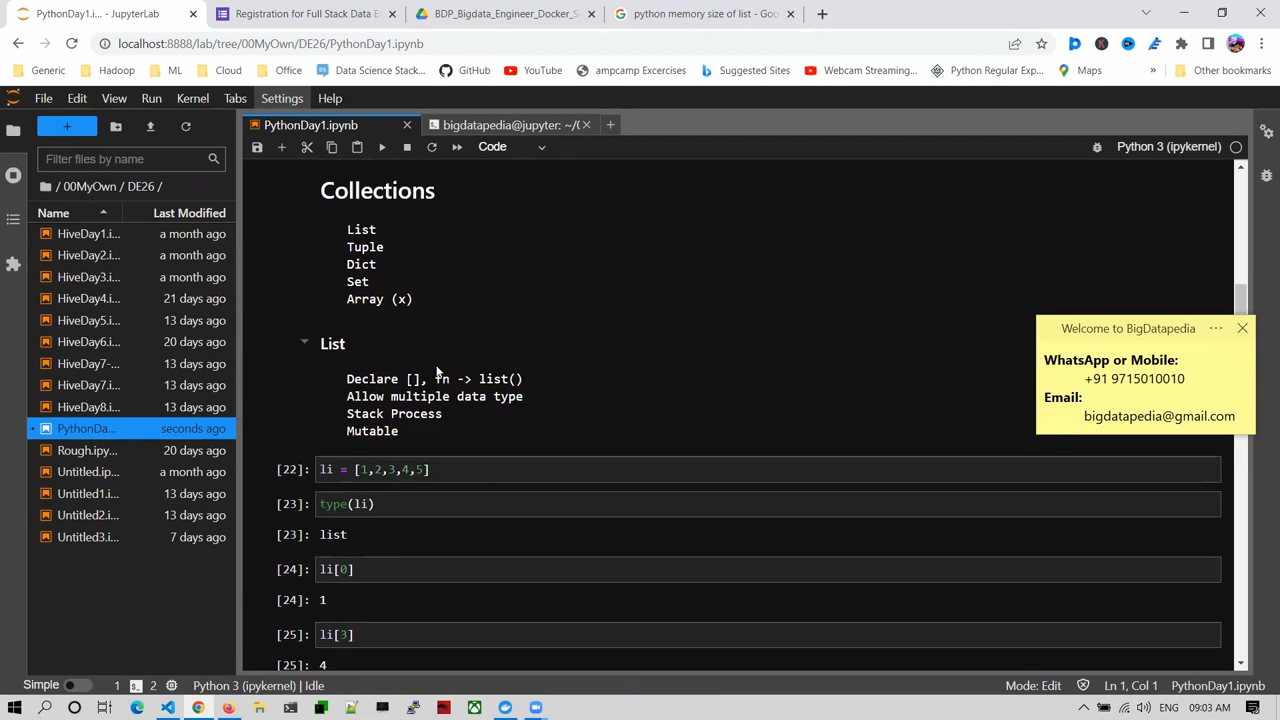 PythonDay1.i... - JupyterLab
Registration for Full Stack Data E
BDP_Bigdata_Engineer_Docker_S
python memory size of list - Goo
localhost:8888/lab/tree/00MyOwn/DE26/PythonDay1.ipynb
Generic
Hadoop
ML
Cloud
Office
Data Science Stack...
GitHub
YouTube
ampcamp Excercises
Suggested Sites
Webcam Streaming...
Python Regular Exp...
Maps
»
Other bookmarks
File Edit View Run Kernel Tabs Settings Help
PythonDay1.ipynb
bigdatapedia@jupyter: ~/(
Code
Python 3 (ipykernel)
Filter files by name
/ 00MyOwn / DE26 /
Name Last Modified
HiveDay1.i... a month ago
HiveDay2.i... a month ago
HiveDay3.i... a month ago
HiveDay4.i... 21 days ago
HiveDay5.i... 13 days ago
HiveDay6.i... 20 days ago
HiveDay7-... 13 days ago
HiveDay7.i... 13 days ago
HiveDay8.i... 13 days ago
PythonDa... seconds ago
Rough.ipy... 20 days ago
Untitled.ip... a month ago
Untitled1.i... 13 days ago
Untitled2.i... 13 days ago
Untitled3.i... 7 days ago
Collections
List
Tuple
Dict
Set
Array (x)
List
Declare [], fn -> list()
Allow multiple data type
Stack Process
Mutable
[22]: li = [1,2,3,4,5]
[23]: type(li)
[23]: list
[24]: li[0]
[24]: 1
[25]: li[3]
[25]: 4
Welcome to BigDatapedia
WhatsApp or Mobile:
+91 9715010010
Email:
bigdatapedia@gmail.com
Simple 1 2 Python 3 (ipykernel) | Idle
Mode: Edit Ln 1, Col 1 PythonDay1.ipynb
ENG 09:03 AM